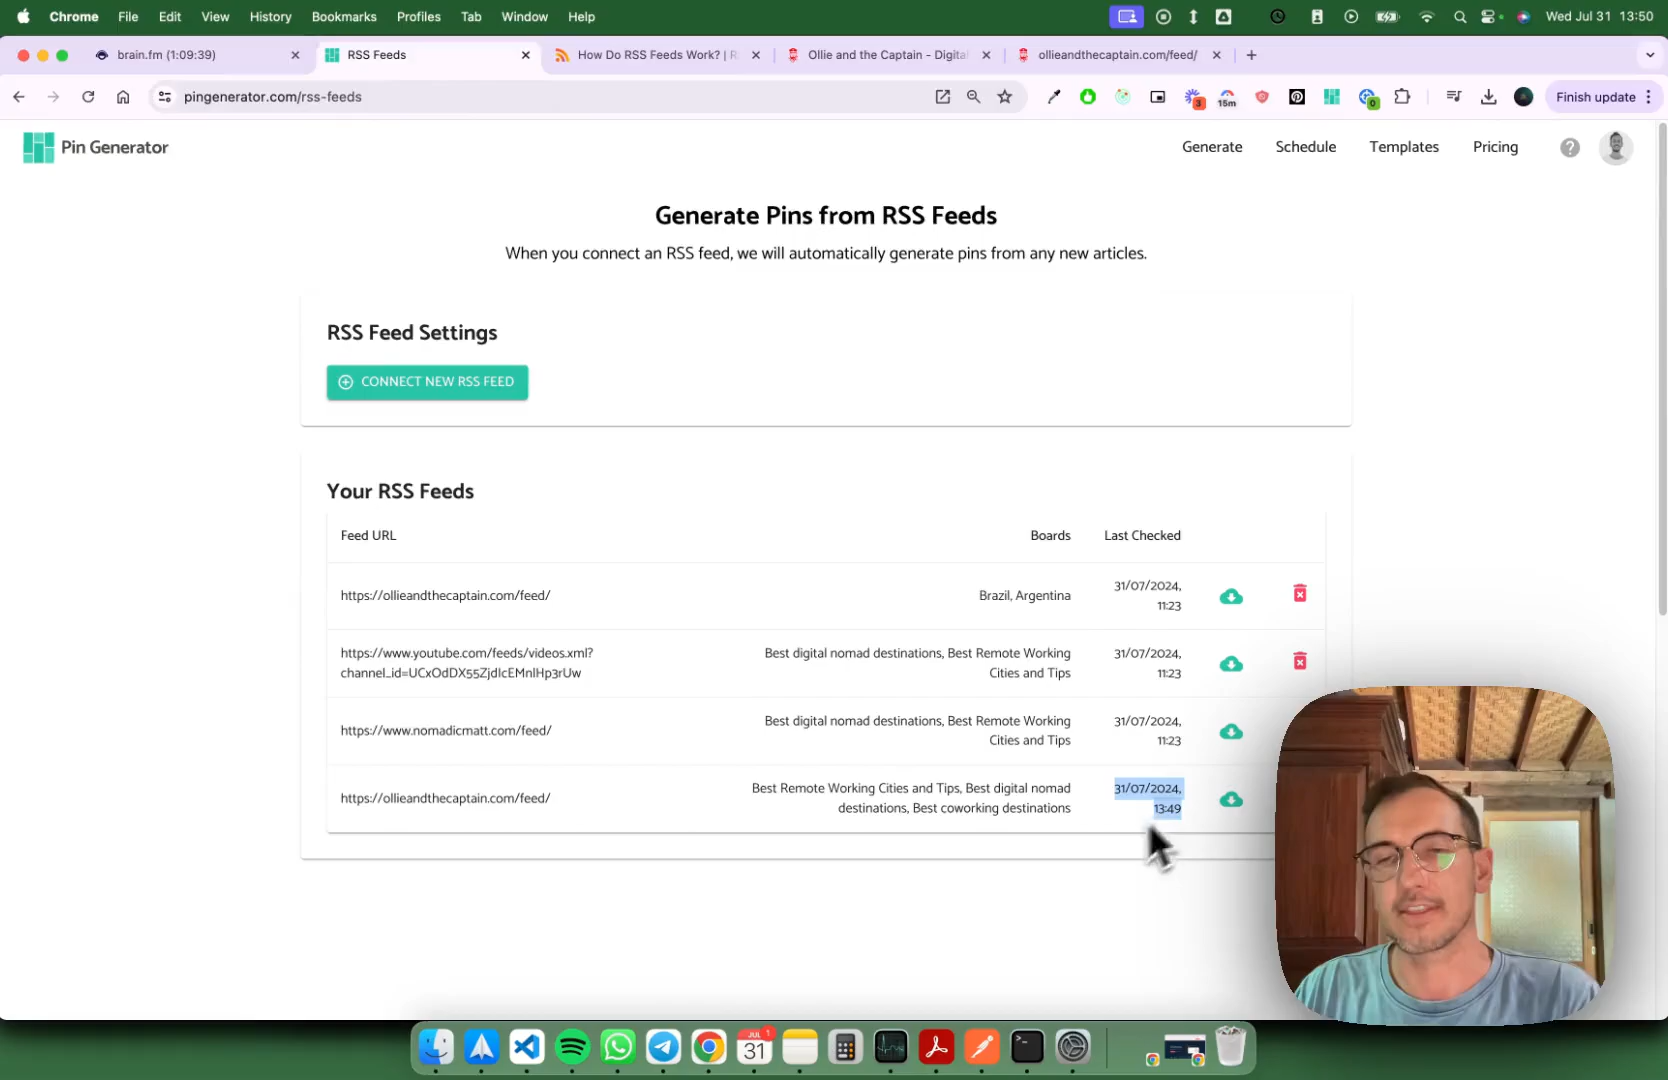 Chrome File Edit View History Bookmarks Profiles Tab Window Help Wed Jul 31 13:50
brain.fm (1:09:39) RSS Feeds How Do RSS Feeds Work? | R Ollie and the Captain - Digital ollieandthecaptain.com/feed/
pingenerator.com/rss-feeds 3 15m 0 Finish update
Pin Generator Generate Schedule Templates Pricing ?
Generate Pins from RSS Feeds
When you connect an RSS feed, we will automatically generate pins from any new articles.
RSS Feed Settings
CONNECT NEW RSS FEED
Your RSS Feeds
Feed URL Boards Last Checked
https://ollieandthecaptain.com/feed/ Brazil, Argentina 31/07/2024,
11:23
https://www.youtube.com/feeds/videos.xml? Best digital nomad destinations, Best Remote Working 31/07/2024,
channel_id=UCxOdDX55ZjdIcEMnlHp3rUw Cities and Tips 11:23
https://www.nomadicmatt.com/feed/ Best digital nomad destinations, Best Remote Working 31/07/2024,
Cities and Tips 11:23
https://ollieandthecaptain.com/feed/ Best Remote Working Cities and Tips, Best digital nomad 31/07/2024,
destinations, Best coworking destinations 13:49
JUL 1
31